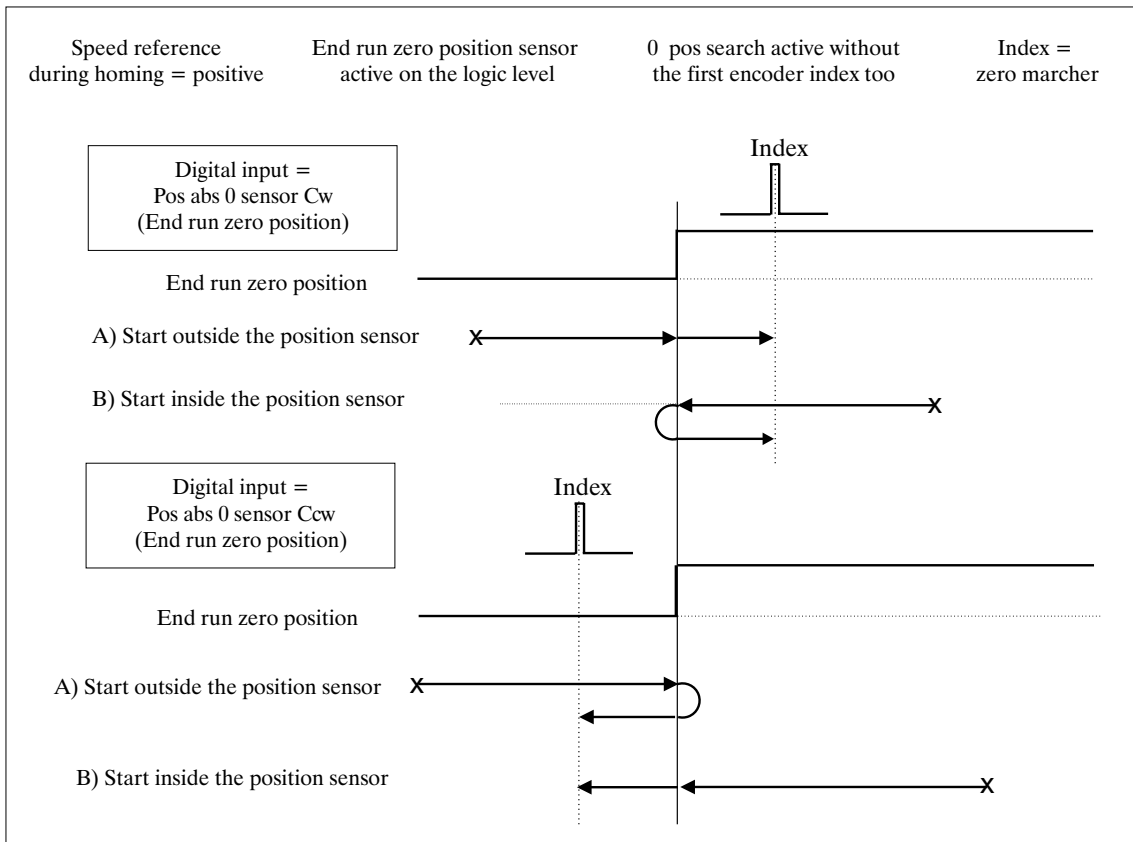 Speed reference
during homing = positive
End run zero position sensor
active on the logic level
0 pos search active without
the first encoder index too
Index =
zero marcher
Digital input =
Pos abs 0 sensor Cw
(End run zero position)
Index
End run zero position
A) Start outside the position sensor
X
B) Start inside the position sensor
X
Digital input =
Pos abs 0 sensor Ccw
(End run zero position)
Index
End run zero position
A) Start outside the position sensor
X
B) Start inside the position sensor
X